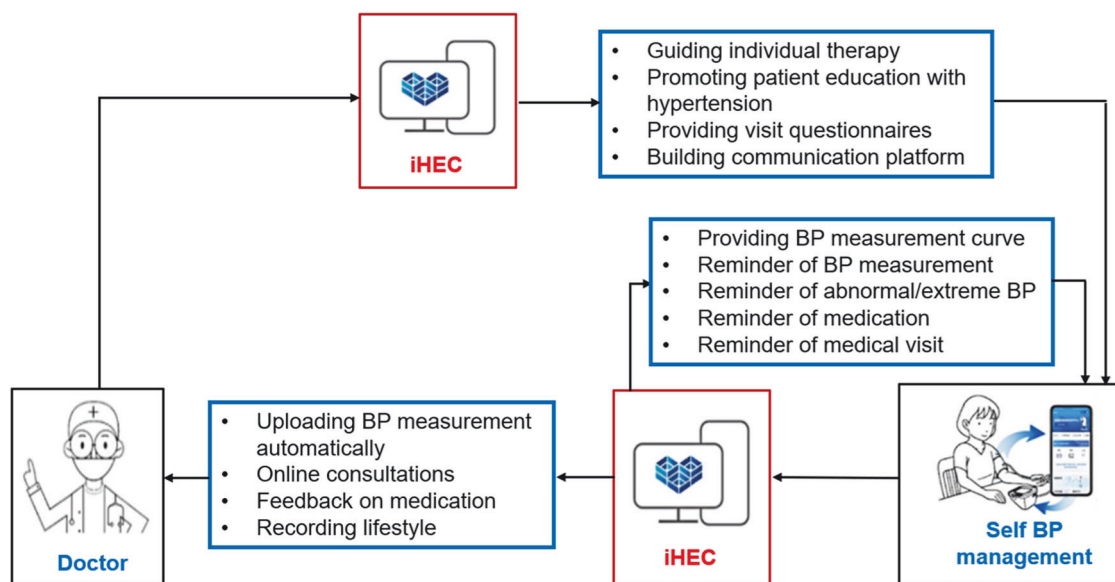 • Guiding individual therapy
• Promoting patient education with
hypertension
• Providing visit questionnaires
• Building communication platform
iHEC
• Providing BP measurement curve
• Reminder of BP measurement
• Reminder of abnormal/extreme BP
• Reminder of medication
• Reminder of medical visit
• Uploading BP measurement
automatically
• Online consultations
• Feedback on medication
• Recording lifestyle
Doctor
iHEC
Self BP
management